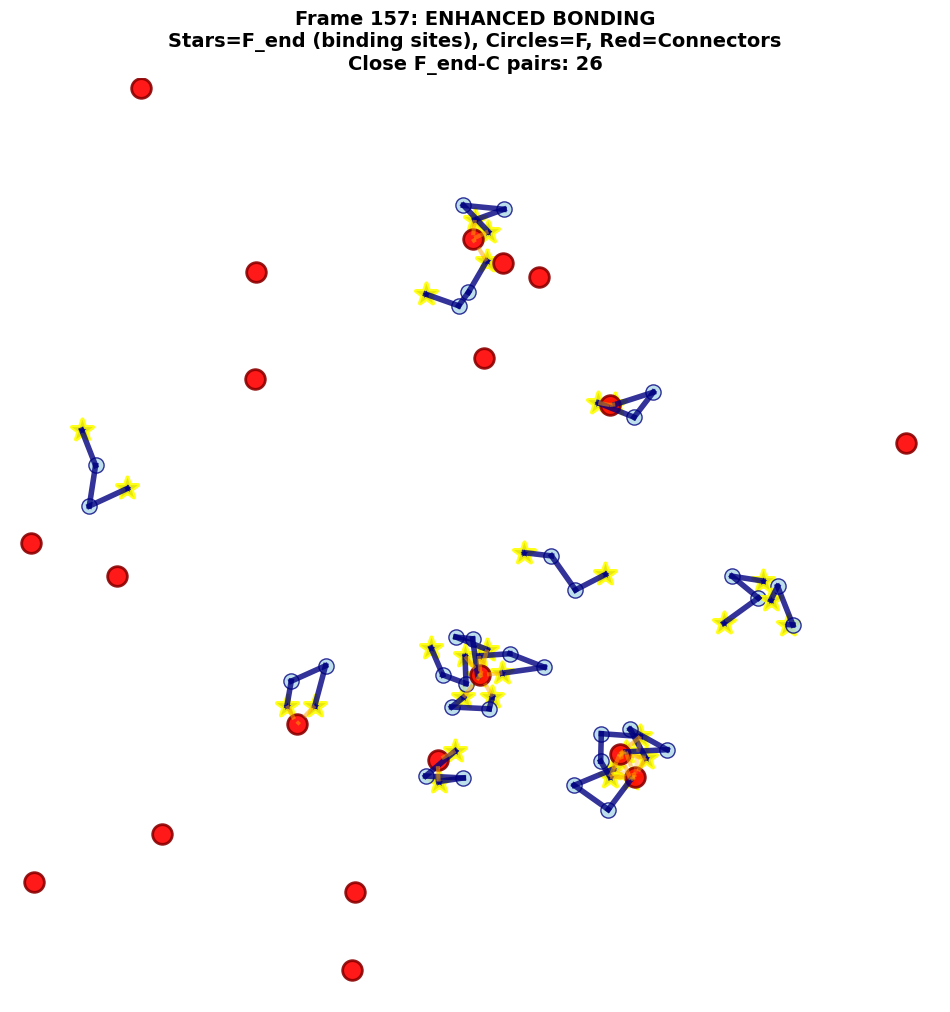 Frame 157: ENHANCED BONDING
Stars=F_end (binding sites), Circles=F, Red=Connectors
Close F_end-C pairs: 26